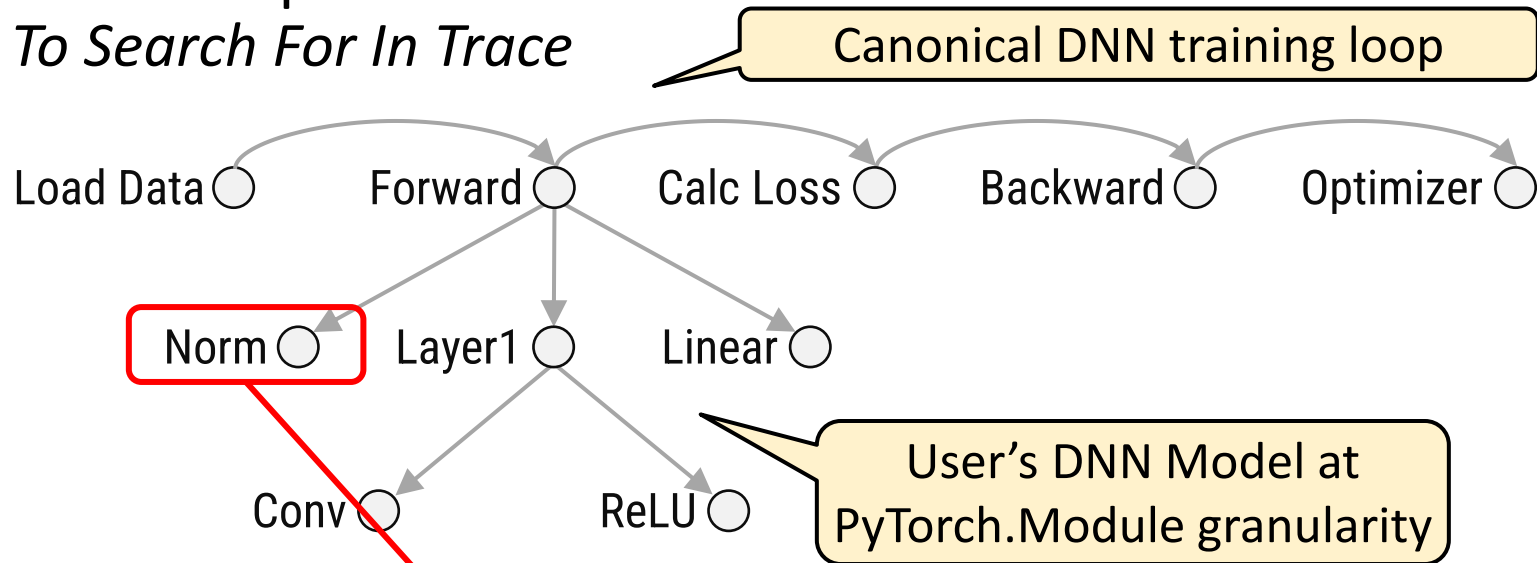 To Search For In Trace
Canonical DNN training loop
Load Data
Forward
Calc Loss
Backward
Optimizer
Norm
Layer1
Linear
User's DNN Model at
PyTorch.Module granularity
Conv
ReLU